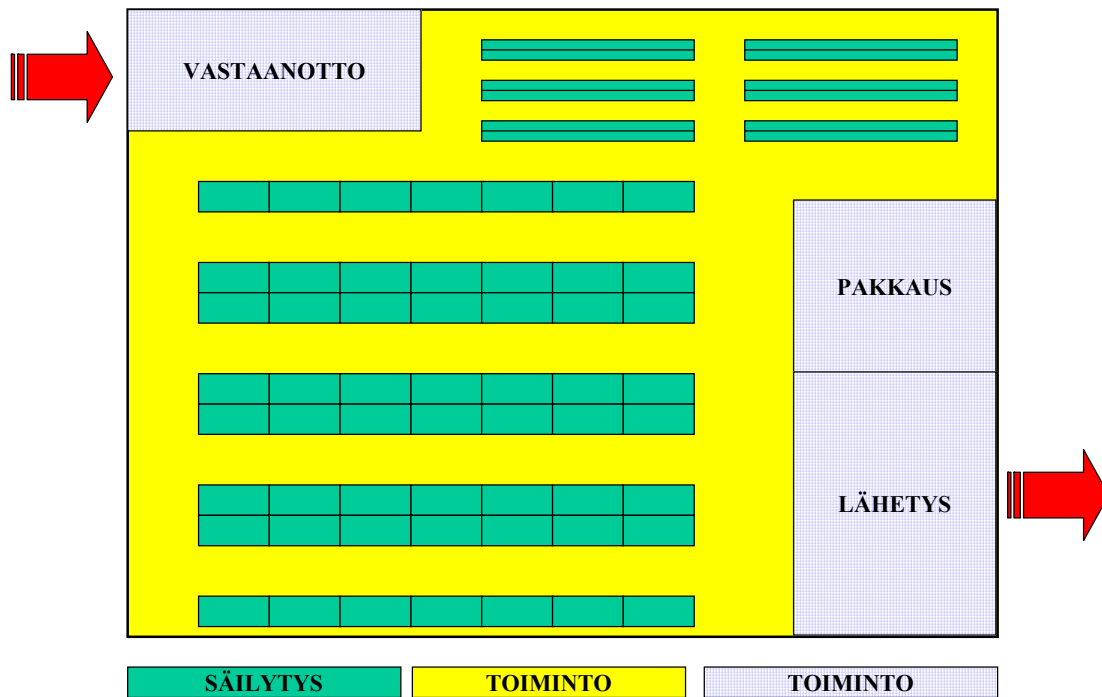 VASTAANOTTO
PAKKAUS
LÄHETYS
SÄILYTYS
TOIMINTO
TOIMINTO